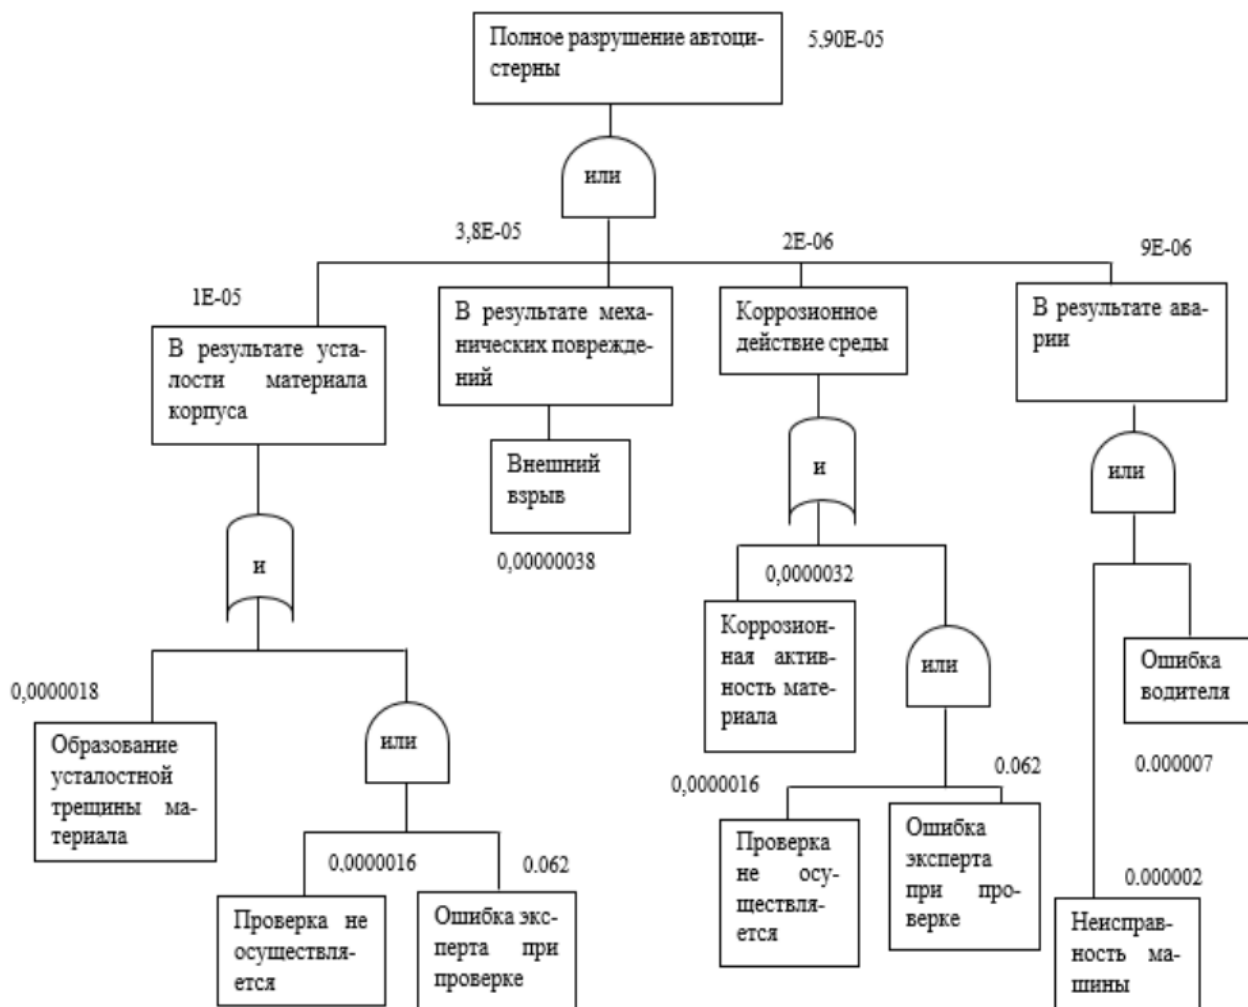 Полное разрушение автоци-
стерны
5,90E-05
или
3,8E-05
2E-06
9E-06
1E-05
В результате уста-
лости материала
корпуса
В результате меха-
нических поврежде-
ний
Коррозионное
действие среды
В результате ава-
рии
Внешний
взрыв
0,00000038
и
или
и
0,0000032
Коррозион-
ная актив-
ность мате-
риала
или
Ошибка
водителя
0.000007
0,0000018
Образование
усталостной
трещины ма-
териала
или
0,0000016
0.062
Проверка не
осуществля-
ется
Ошибка экс-
перта при
проверке
0,0000016
0.062
Проверка
не осу-
ществля-
ется
Ошибка
эксперта
при про-
верке
0.000002
Неисправ-
ность ма-
шины